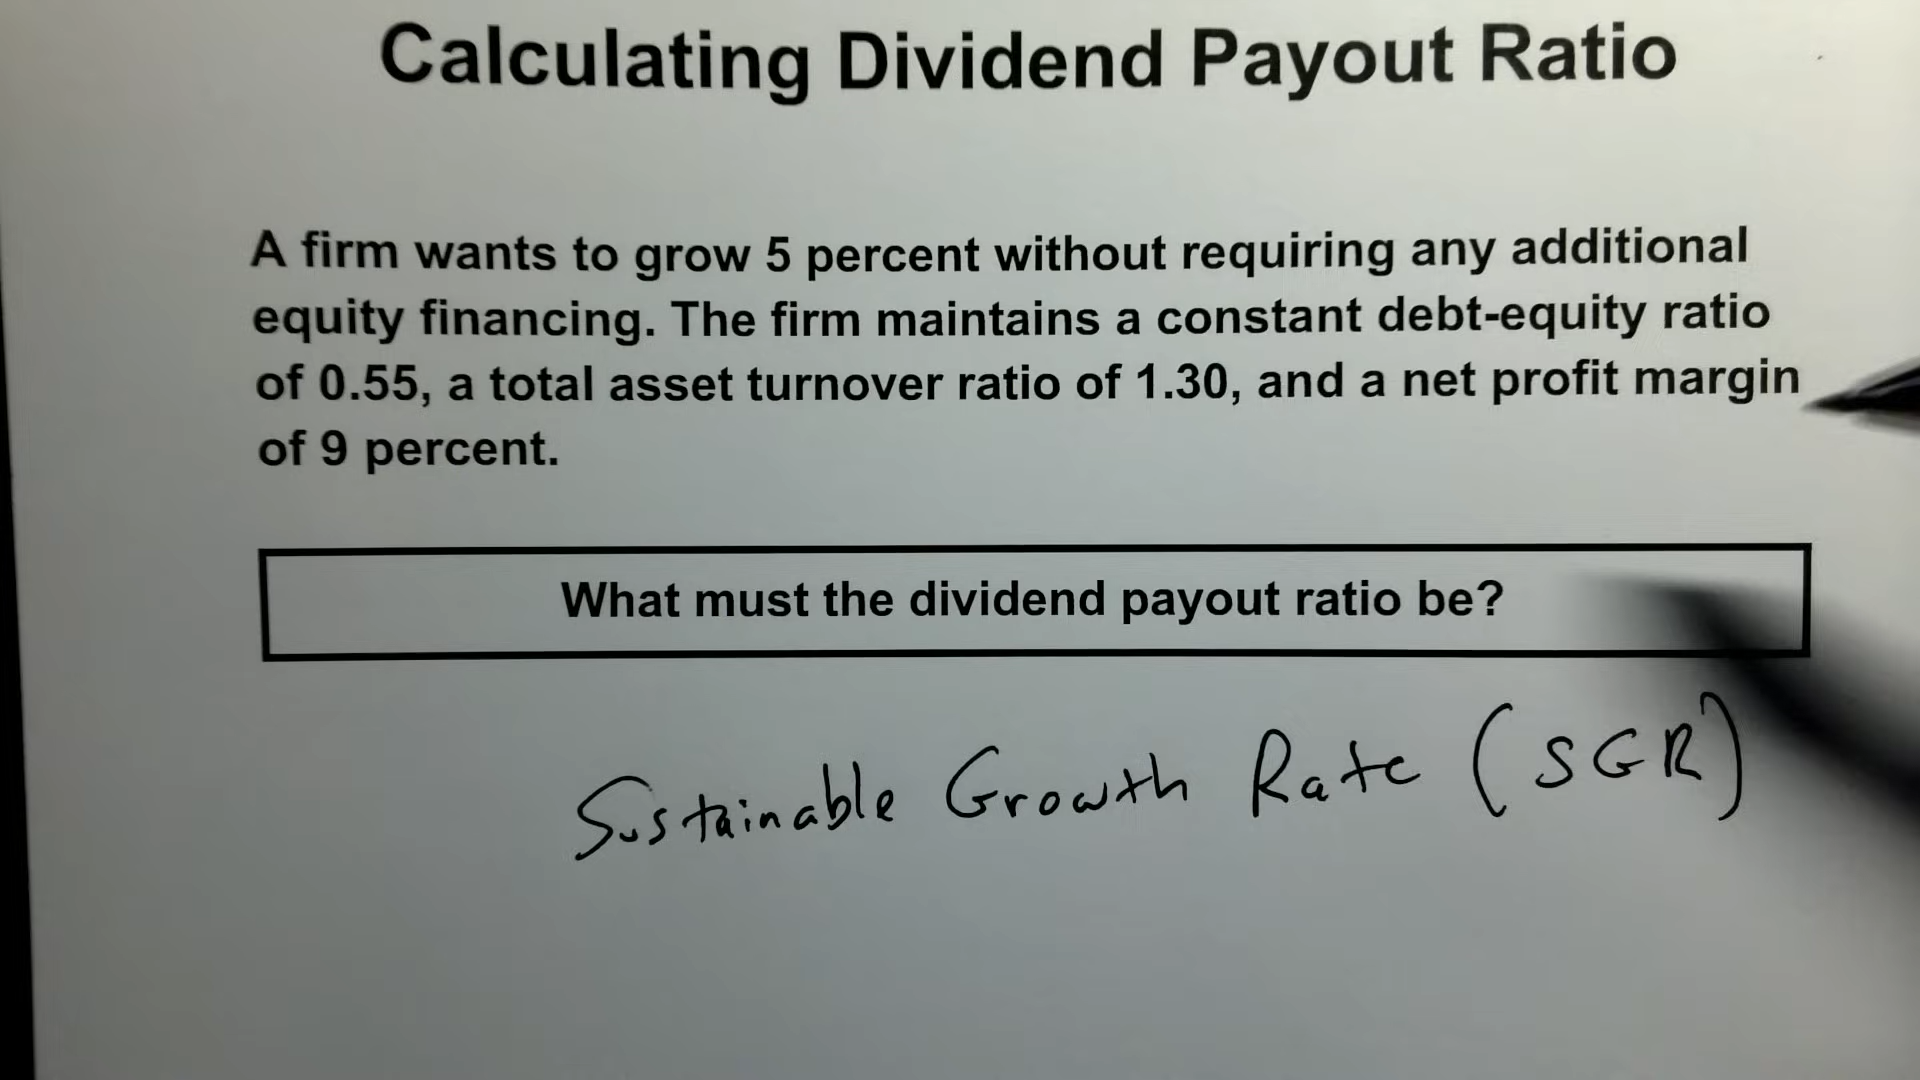 Calculating Dividend Payout Ratio
A firm wants to grow 5 percent without requiring any additional
equity financing. The firm maintains a constant debt-equity ratio
of 0.55, a total asset turnover ratio of 1.30, and a net profit margin
of 9 percent.
What must the dividend payout ratio be?
Sustainable Growth Rate (SGR)